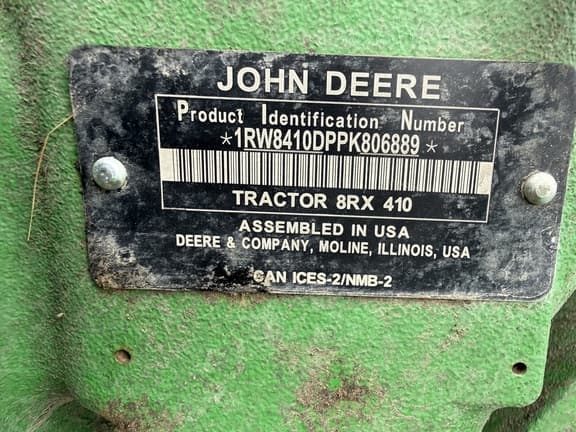 JOHN DEERE
Product Identification Number
*1RW8410DPPK806889*
TRACTOR 8RX 410
ASSEMBLED IN USA
DEERE & COMPANY, MOLINE, ILLINOIS, USA
CAN ICES-2/NMB-2